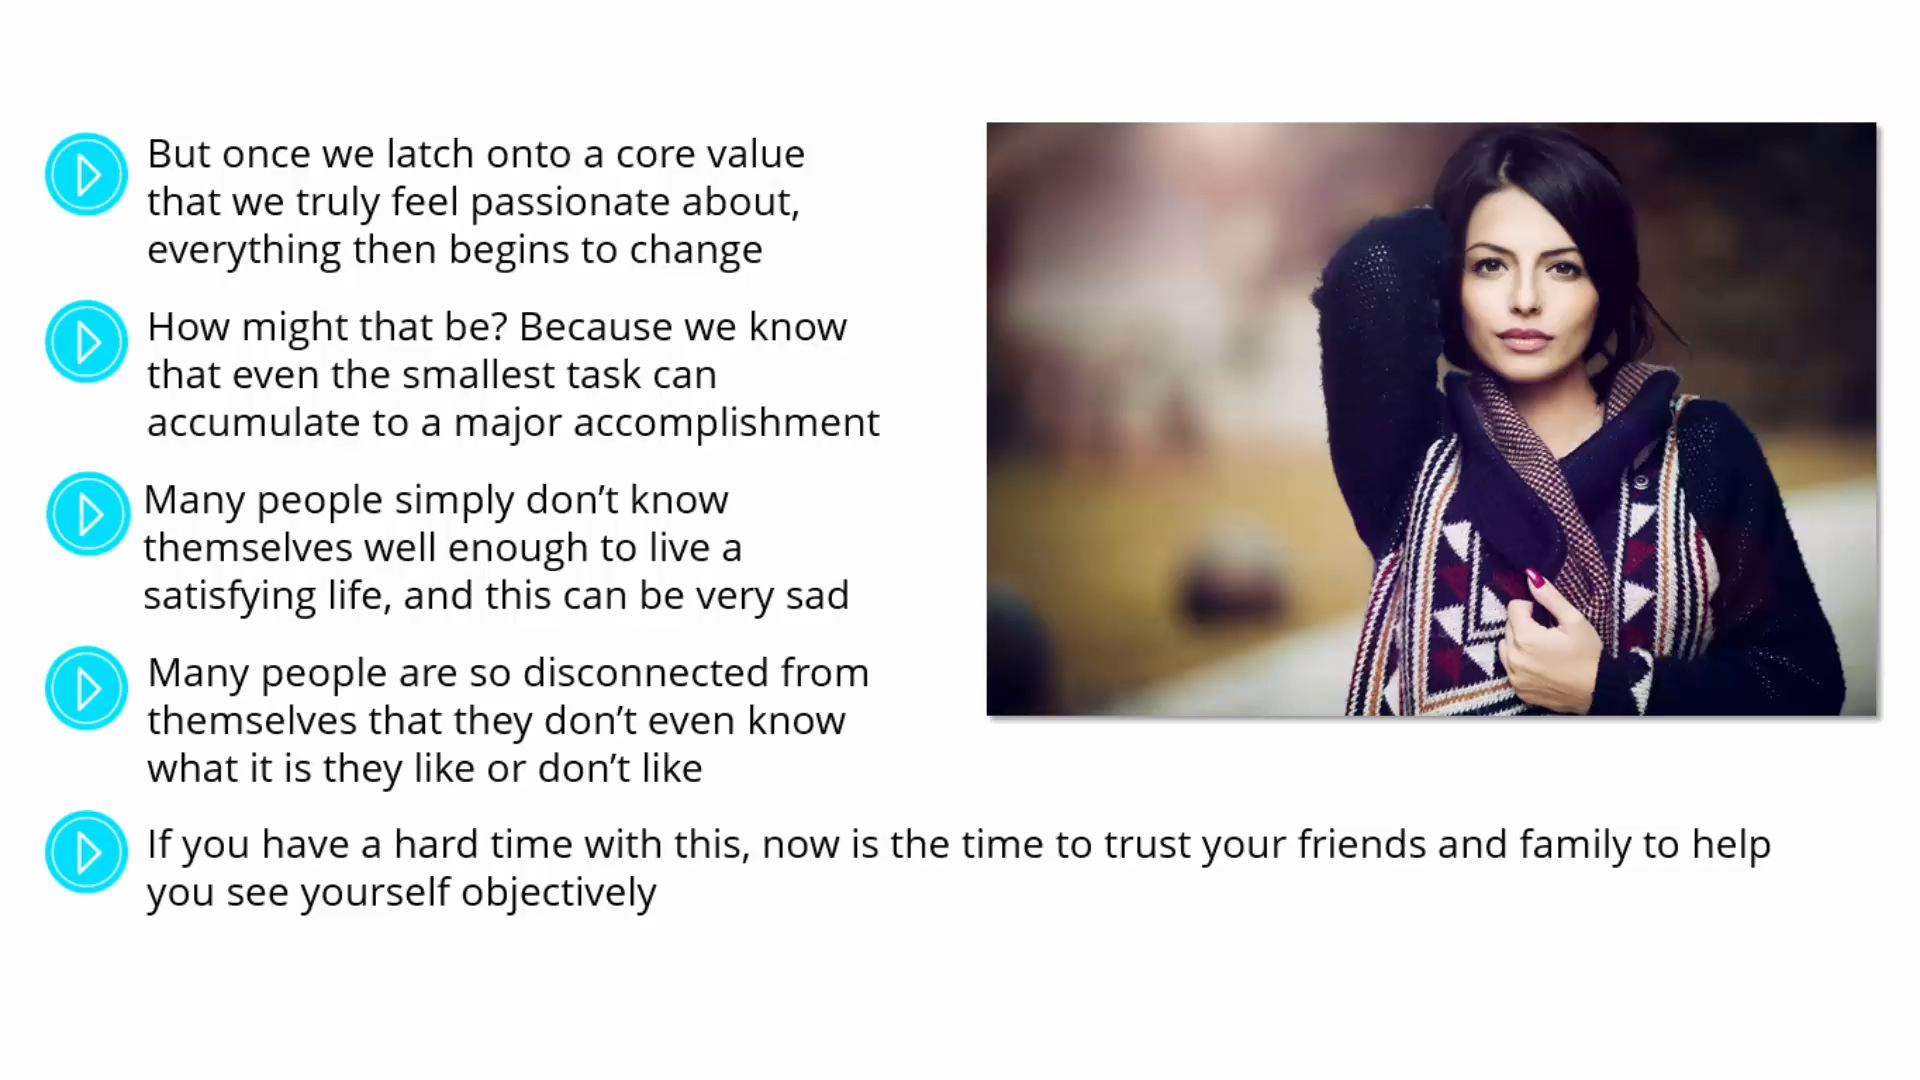 But once we latch onto a core value
that we truly feel passionate about,
everything then begins to change
How might that be? Because we know
that even the smallest task can
accumulate to a major accomplishment
Many people simply don’t know
themselves well enough to live a
satisfying life, and this can be very sad
Many people are so disconnected from
themselves that they don’t even know
what it is they like or don’t like
If you have a hard time with this, now is the time to trust your friends and family to help
you see yourself objectively